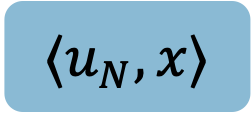 ⟨u_N, x⟩